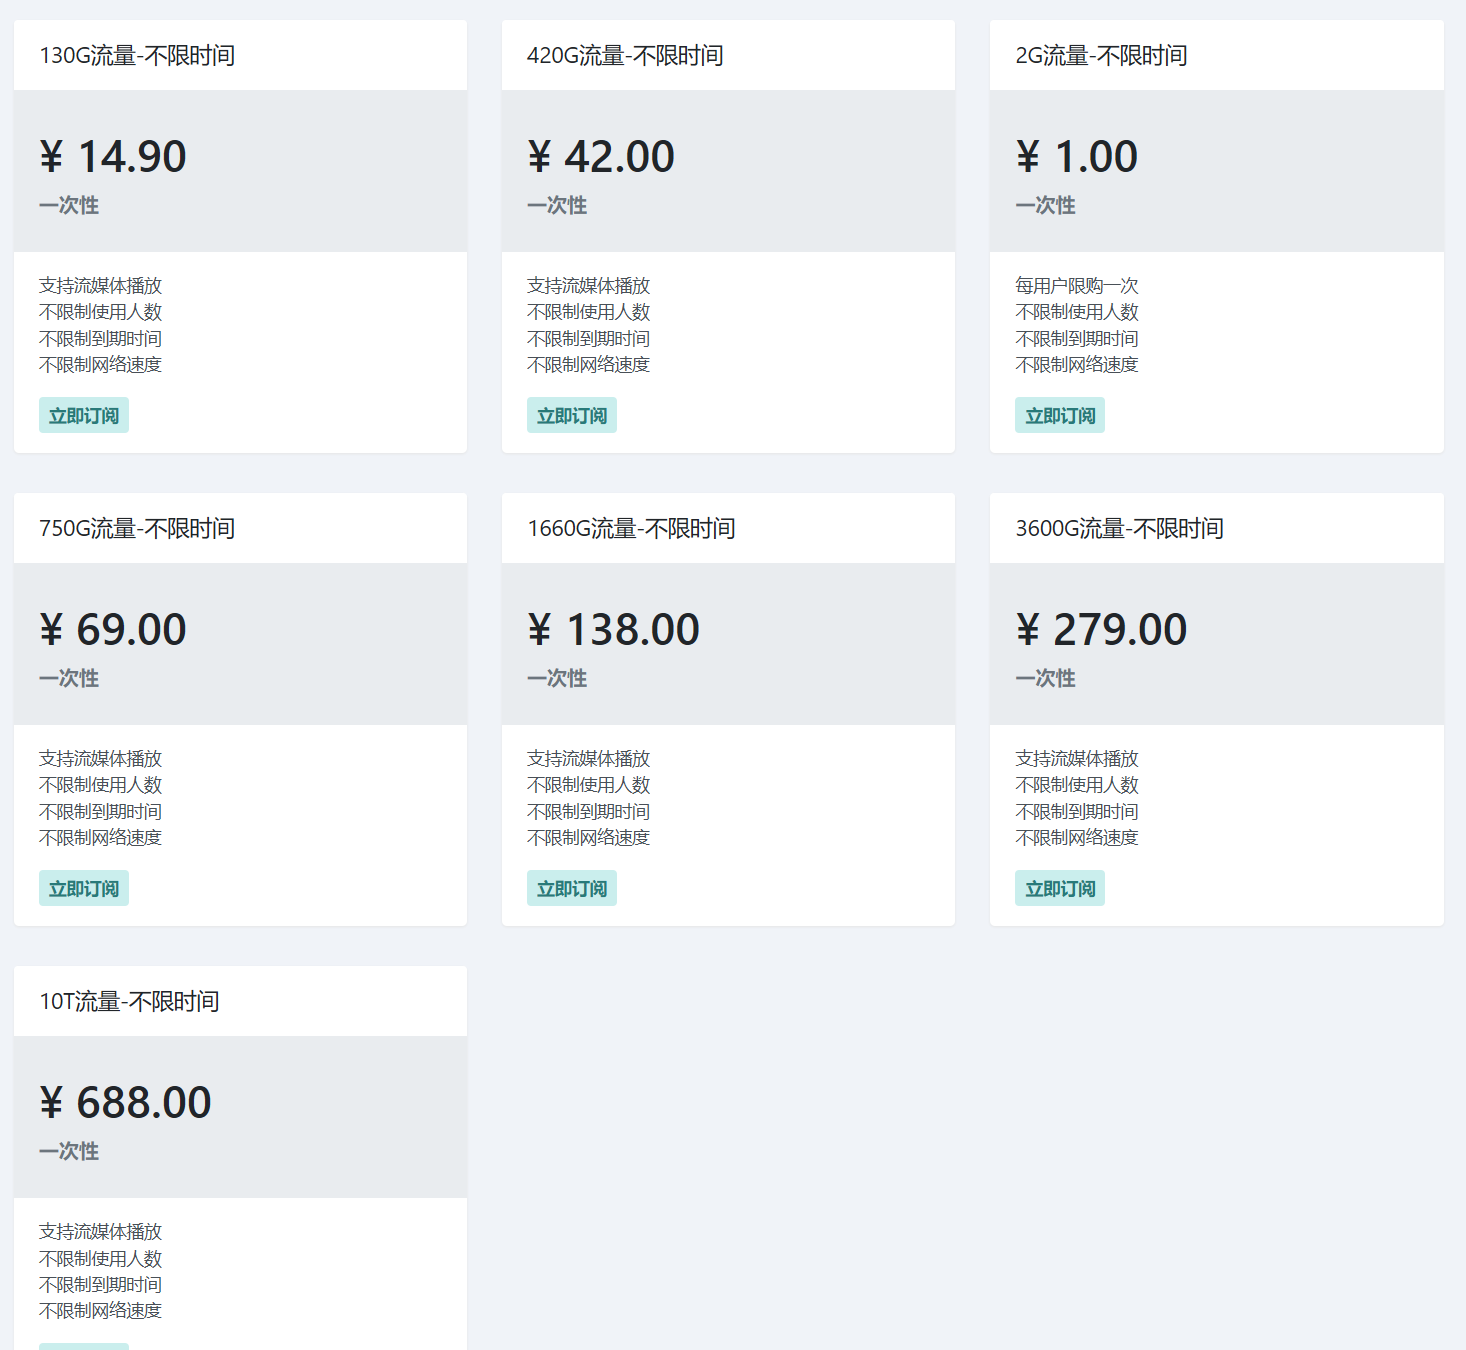 130G流量-不限时间
¥ 14.90
一次性
支持流媒体播放
不限制使用人数
不限制到期时间
不限制网络速度
立即订阅
420G流量-不限时间
¥ 42.00
一次性
支持流媒体播放
不限制使用人数
不限制到期时间
不限制网络速度
立即订阅
2G流量-不限时间
¥ 1.00
一次性
每用户限购一次
不限制使用人数
不限制到期时间
不限制网络速度
立即订阅
750G流量-不限时间
¥ 69.00
一次性
支持流媒体播放
不限制使用人数
不限制到期时间
不限制网络速度
立即订阅
1660G流量-不限时间
¥ 138.00
一次性
支持流媒体播放
不限制使用人数
不限制到期时间
不限制网络速度
立即订阅
3600G流量-不限时间
¥ 279.00
一次性
支持流媒体播放
不限制使用人数
不限制到期时间
不限制网络速度
立即订阅
10T流量-不限时间
¥ 688.00
一次性
支持流媒体播放
不限制使用人数
不限制到期时间
不限制网络速度